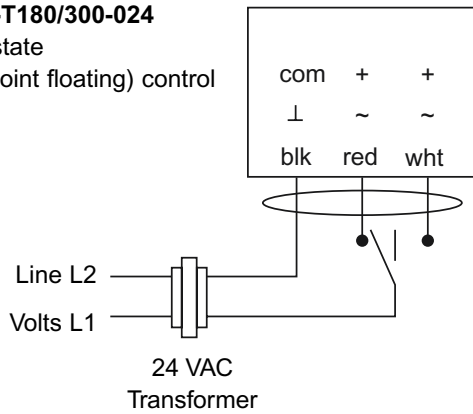 -T180/300-024
state
oint floating) control
com + +
⊥ ~ ~
blk red wht
Line L2
Volts L1
24 VAC
Transformer